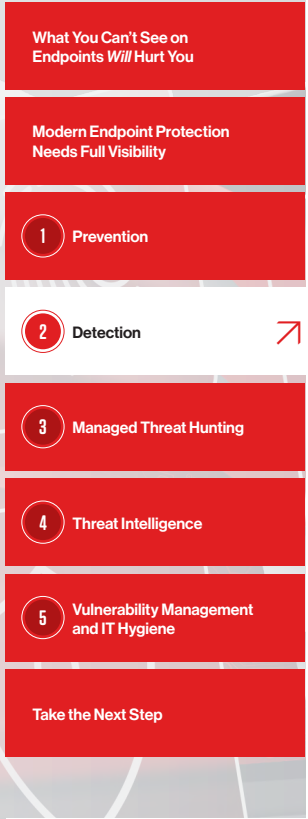 What You Can't See on
Endpoints Will Hurt You
Modern Endpoint Protection
Needs Full Visibility
1 Prevention
2 Detection
3 Managed Threat Hunting
4 Threat Intelligence
5 Vulnerability Management
and IT Hygiene
Take the Next Step